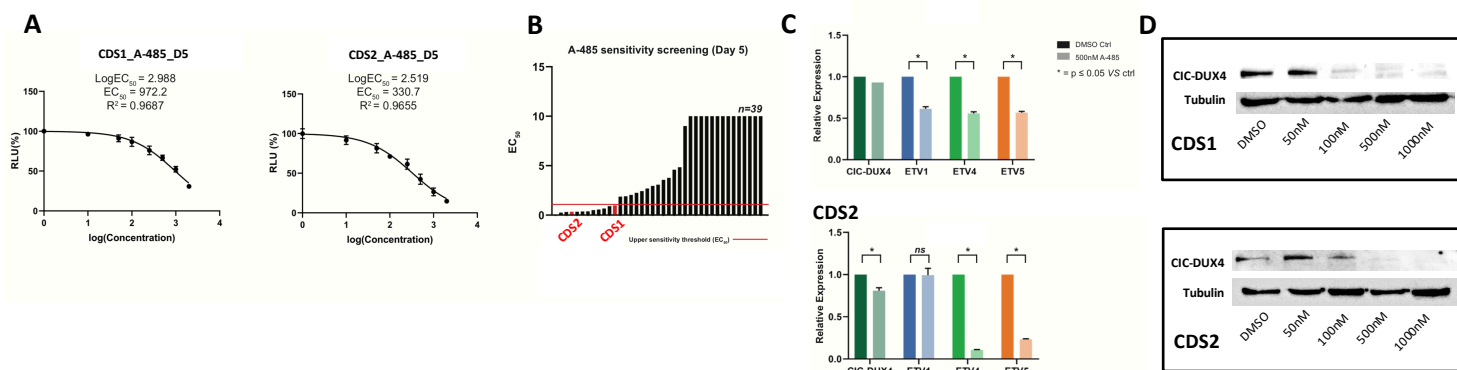 A
CDS1_A-485_D5
LogEC50 = 2.988
EC50 = 972.2
R² = 0.9687
RLU(%)
150
100
50
0
0 1 2 3 4
log(Concentration)
CDS2_A-485_D5
LogEC50 = 2.519
EC50 = 330.7
R² = 0.9655
RLU(%)
150
100
50
0
0 1 2 3 4
log(Concentration)
B
A-485 sensitivity screening (Day 5)
n=39
EC50
15
10
5
0
CDS2
CDS1
Upper sensitivity threshold (EC50)
C
DMSO Ctrl
500nM A-485
* = p ≤ 0.05 VS ctrl
Relative Expression
1.5
1.0
0.5
0.0
* * *
CIC-DUX4 ETV1 ETV4 ETV5
CDS2
Relative Expression
1.5
1.0
0.5
0.0
* ns * *
CIC-DUX4 ETV1 ETV4 ETV5
D
CIC-DUX4
Tubulin
DMSO 50nM 100nM 500nM 1000nM
CDS1
CIC-DUX4
Tubulin
DMSO 50nM 100nM 500nM 1000nM
CDS2